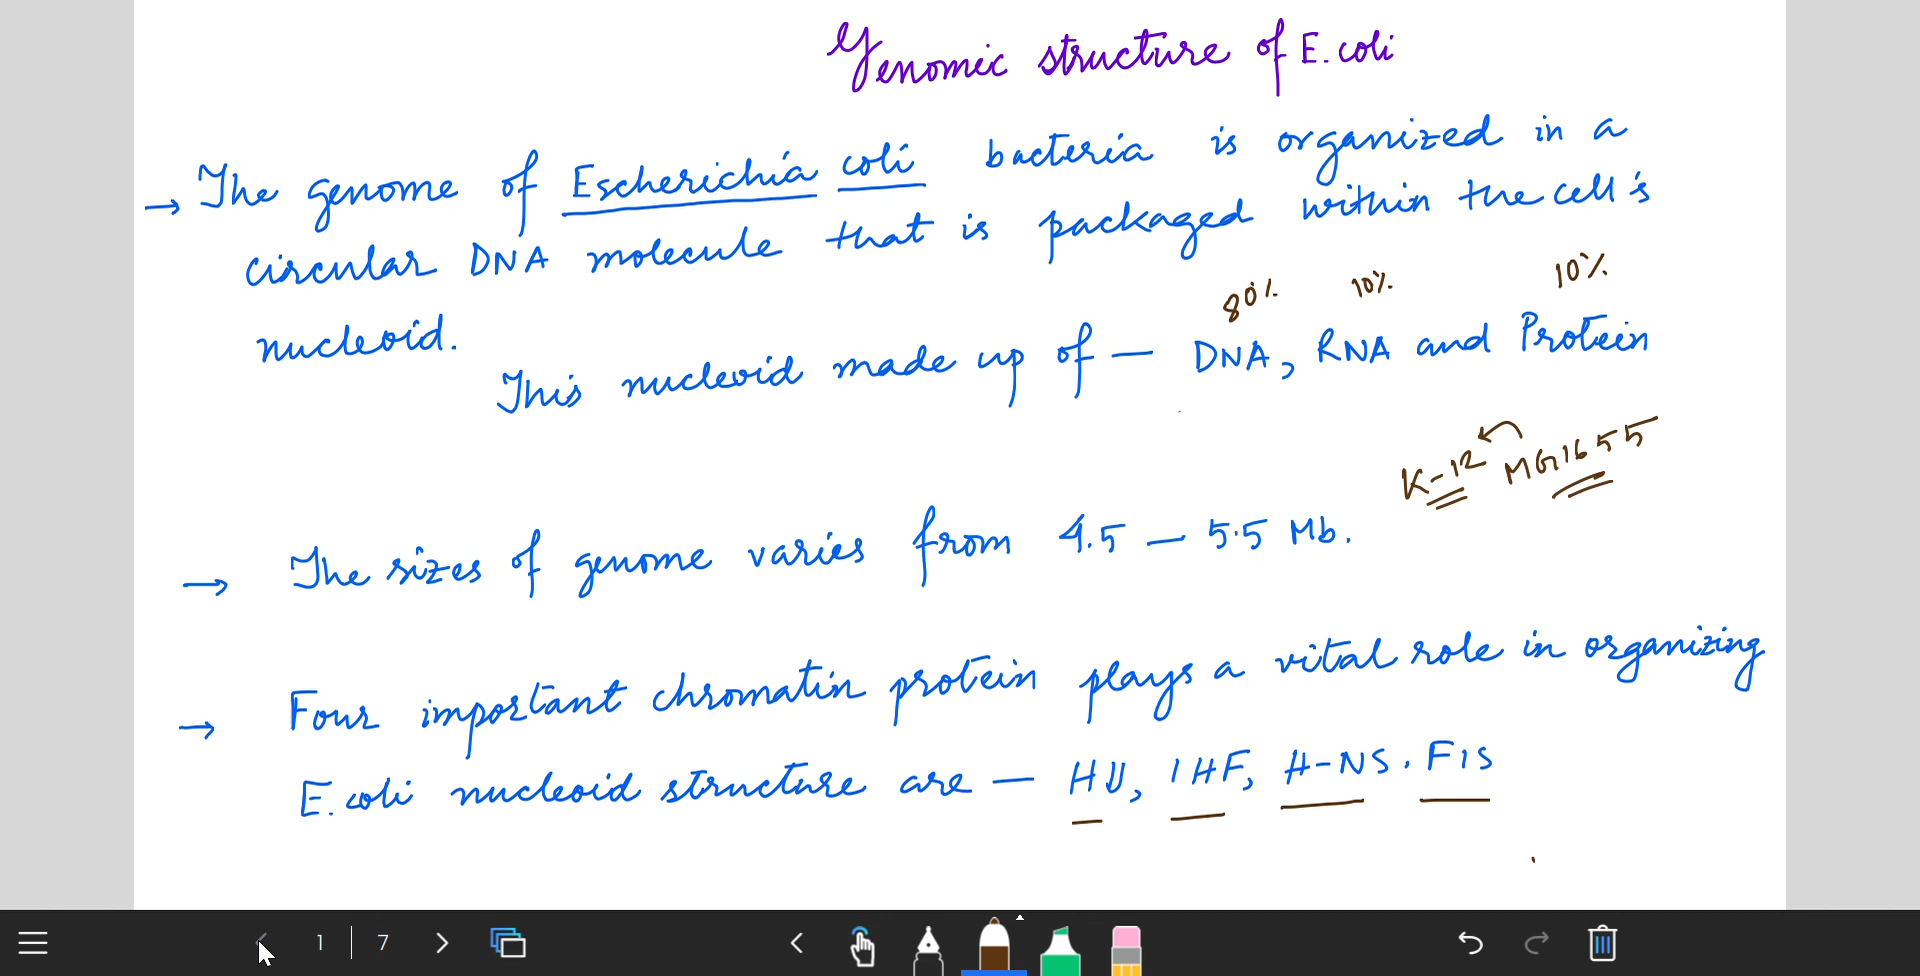 Genomic structure of E. coli
→ The genome of Escherichia coli bacteria is organized in a
circular DNA molecule that is packaged within the cell's
nucleoid.
80% 10% 10%
This nucleoid made up of — DNA, RNA and Protein
K-12 MG1655
→ The sizes of genome varies from 4.5 — 5.5 Mb.
→ Four important chromatin protein plays a vital role in organizing
E. coli nucleoid structure are — HU, IHF, H-NS, FIS
1 | 7